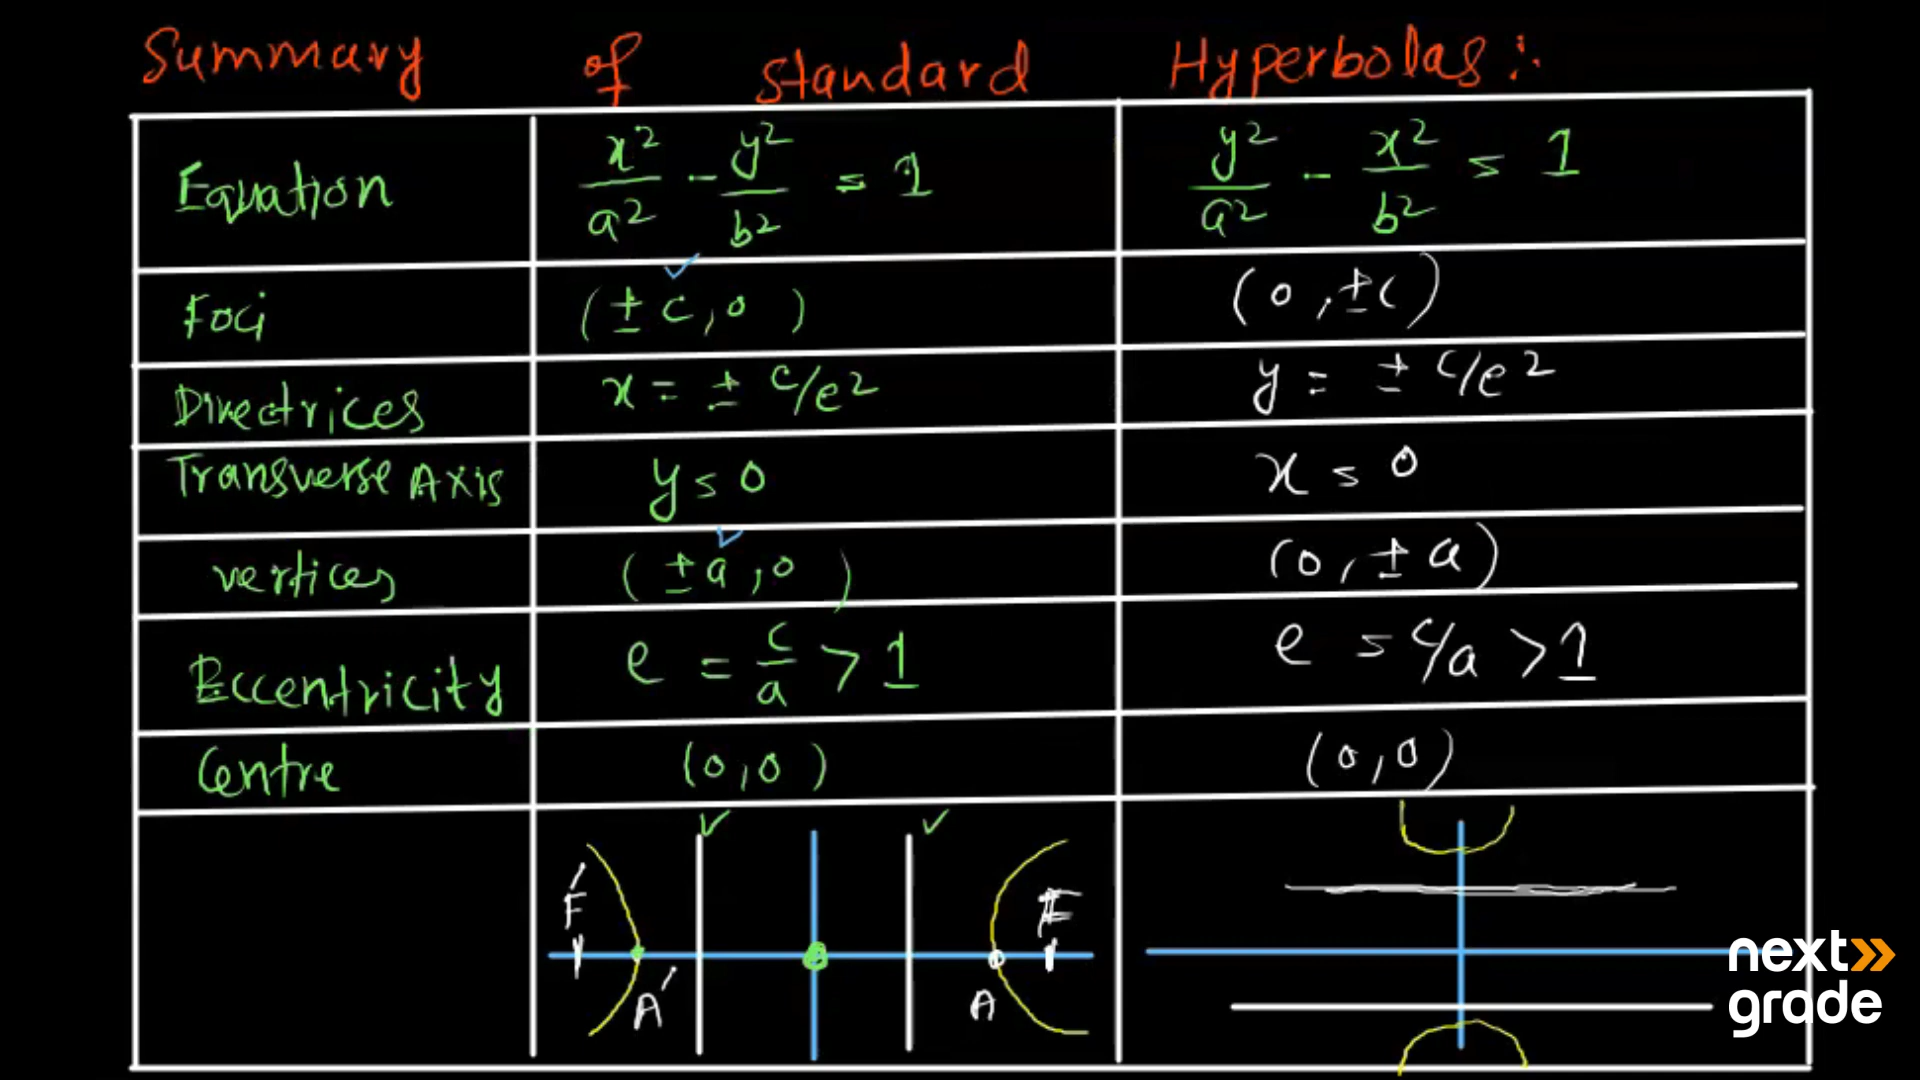 Summary of standard Hyperbolas :-
Equation x²/a² - y²/b² = 1 y²/a² - x²/b² = 1
Foci (± c, 0) (0, ± c)
Directrices x = ± c/e² y = ± c/e²
Transverse Axis y = 0 x = 0
vertices (± a, 0) (0, ± a)
Eccentricity e = c/a > 1 e = c/a > 1
Centre (0, 0) (0, 0)
F' F
A' A
next
grade